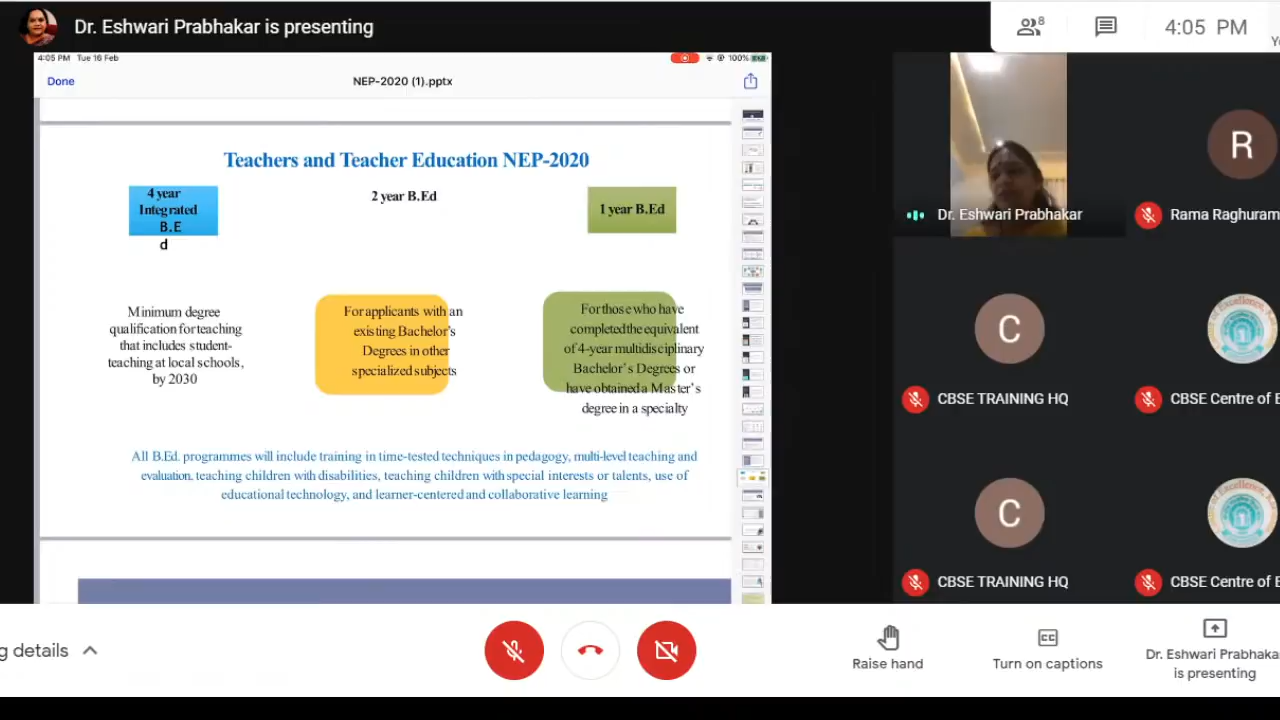 Dr. Eshwari Prabhakar is presenting
8
4:05 PM
4:05 PM Tue 16 Feb
100%
Done
NEP-2020 (1).pptx
Teachers and Teacher Education NEP-2020
4 year
Integrated
B.E
d
2 year B.Ed
1 year B.Ed
Minimum degree
qualification for teaching
that includes student-
teaching at local schools,
by 2030
For applicants with an
existing Bachelor's
Degrees in other
specialized subjects
For those who have
completed the equivalent
of 4-year multidisciplinary
Bachelor's Degrees or
have obtained a Master's
degree in a specialty
All B.Ed. programmes will include training in time-tested techniques in pedagogy, multi-level teaching and
evaluation, teaching children with disabilities, teaching children with special interests or talents, use of
educational technology, and learner-centered and collaborative learning
Dr. Eshwari Prabhakar
R
Rama Raghuram
C
CBSE TRAINING HQ
CBSE Centre of E
C
CBSE TRAINING HQ
CBSE Centre of E
g details
Raise hand
CC
Turn on captions
Dr. Eshwari Prabhakar
is presenting